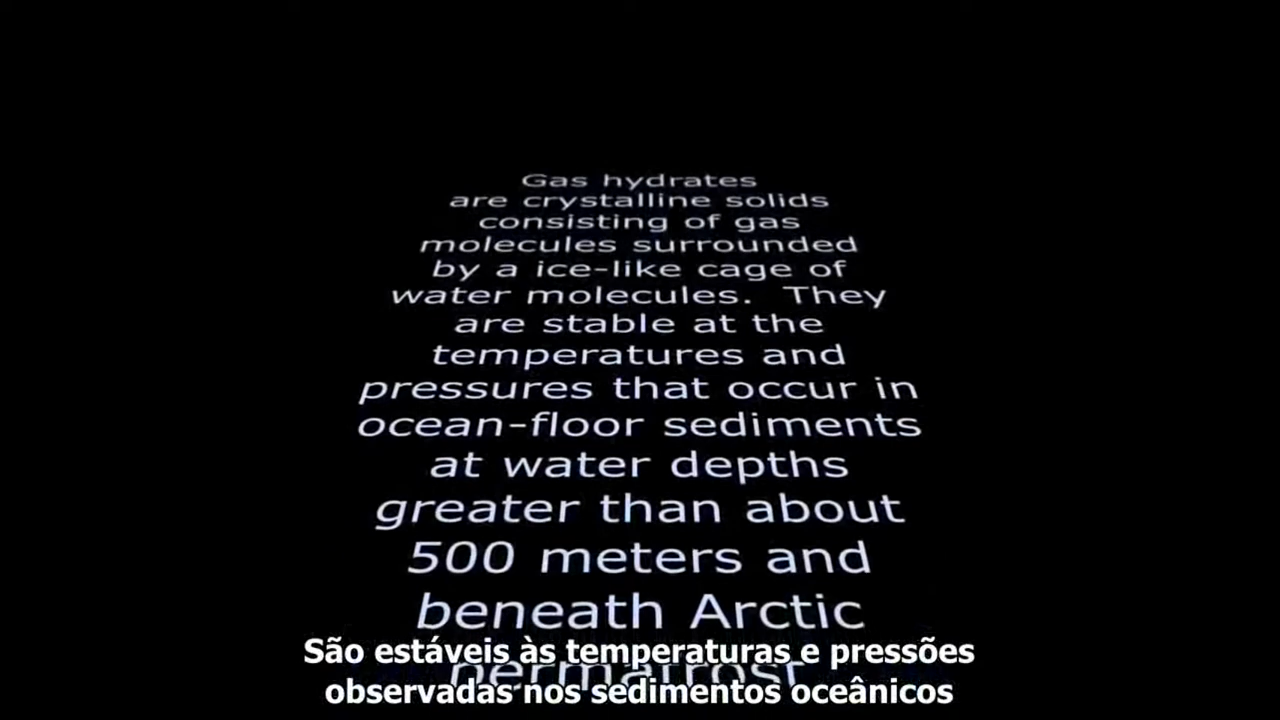 Gas hydrates
are crystalline solids
consisting of gas
molecules surrounded
by a ice-like cage of
water molecules.  They
are stable at the
temperatures and
pressures that occur in
ocean-floor sediments
at water depths
greater than about
500 meters and
beneath Arctic
permafrost
São estáveis às temperaturas e pressões
observadas nos sedimentos oceânicos